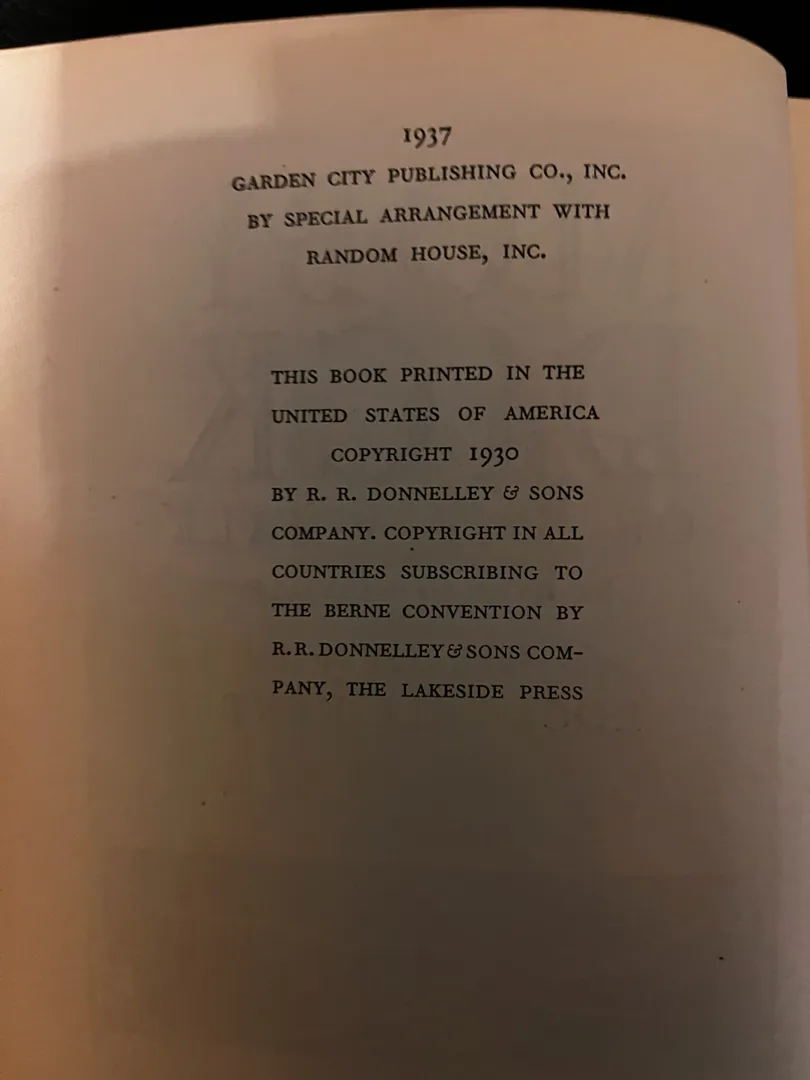 1937
GARDEN CITY PUBLISHING CO., INC.
BY SPECIAL ARRANGEMENT WITH
RANDOM HOUSE, INC.
THIS BOOK PRINTED IN THE
UNITED STATES OF AMERICA
COPYRIGHT 1930
BY R. R. DONNELLEY & SONS
COMPANY. COPYRIGHT IN ALL
COUNTRIES SUBSCRIBING TO
THE BERNE CONVENTION BY
R. R. DONNELLEY & SONS COM-
PANY, THE LAKESIDE PRESS